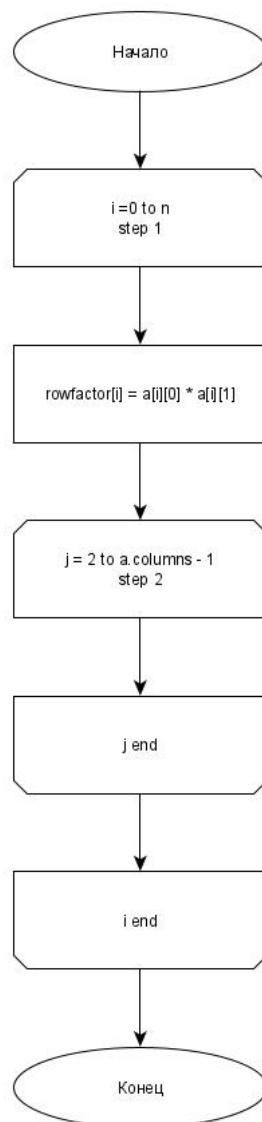 Начало
i =0 to n
step 1
rowfactor[i] = a[i][0] * a[i][1]
j = 2 to a.columns - 1
step 2
j end
i end
Конец